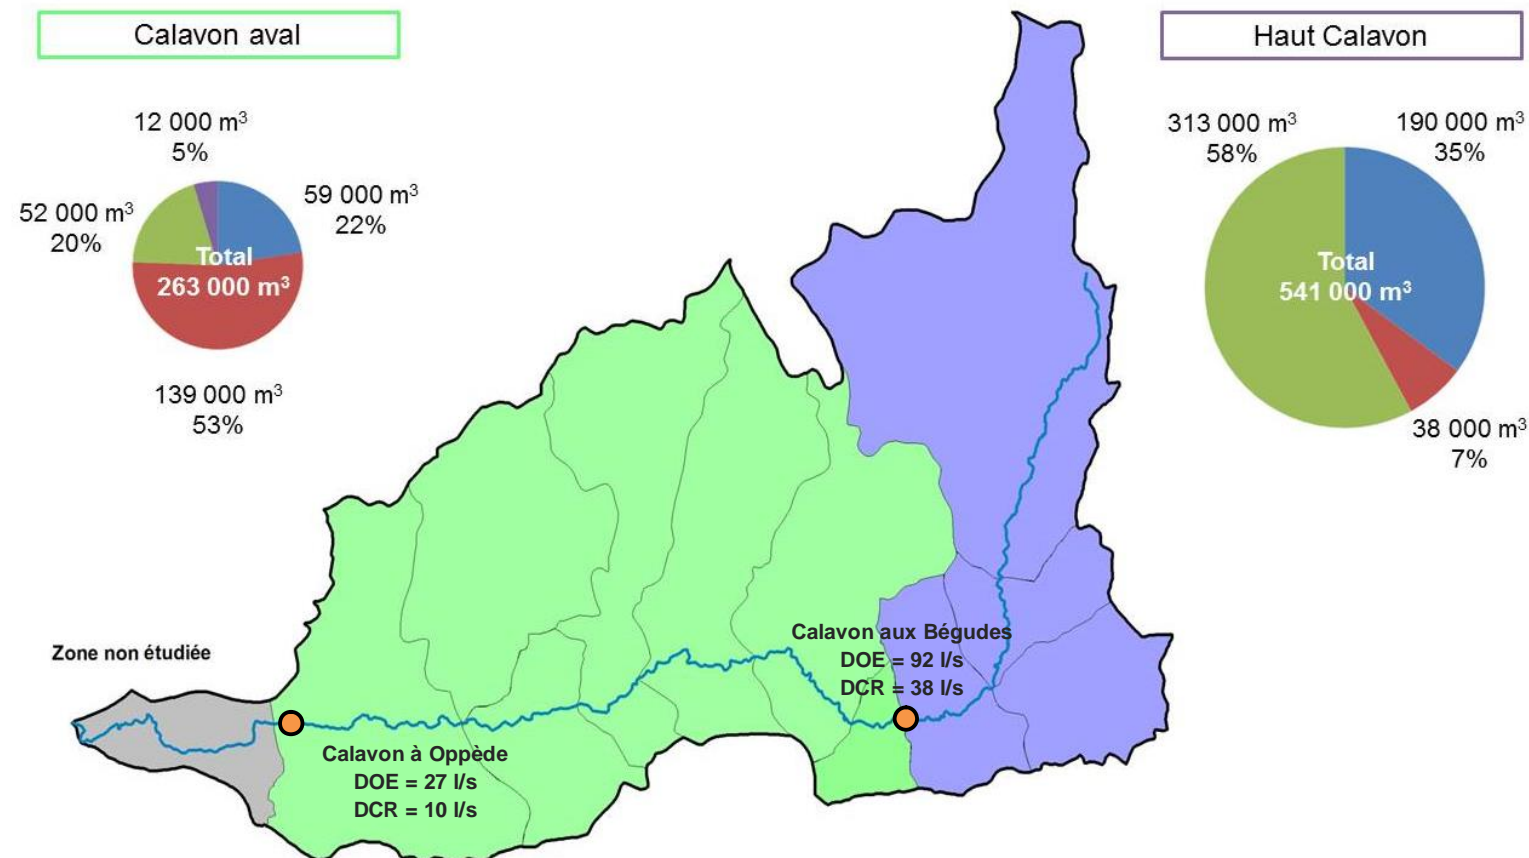 Calavon aval
12 000 m³
5%
59 000 m³
22%
52 000 m³
20%
Total
263 000 m³
139 000 m³
53%
Haut Calavon
313 000 m³
58%
190 000 m³
35%
Total
541 000 m³
38 000 m³
7%
Zone non étudiée
Calavon aux Bégudes
DOE = 92 l/s
DCR = 38 l/s
Calavon à Oppède
DOE = 27 l/s
DCR = 10 l/s